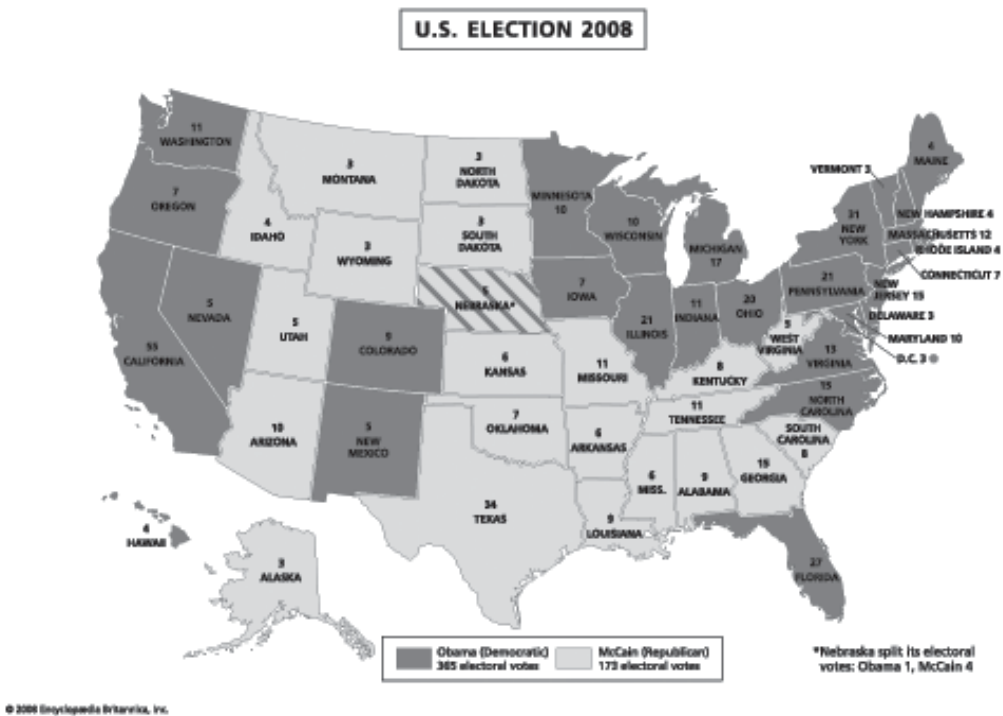 U.S. ELECTION 2008
11
WASHINGTON
7
OREGON
55
CALIFORNIA
5
NEVADA
4
IDAHO
3
MONTANA
3
WYOMING
5
UTAH
10
ARIZONA
9
COLORADO
5
NEW
MEXICO
3
NORTH
DAKOTA
3
SOUTH
DAKOTA
5
NEBRASKA*
6
KANSAS
7
OKLAHOMA
34
TEXAS
MINNESOTA
10
7
IOWA
11
MISSOURI
6
ARKANSAS
9
LOUISIANA
10
WISCONSIN
21
ILLINOIS
MICHIGAN
17
11
INDIANA
20
OHIO
8
KENTUCKY
11
TENNESSEE
6
MISS.
9
ALABAMA
15
GEORGIA
27
FLORIDA
SOUTH
CAROLINA
8
15
NORTH
CAROLINA
13
VIRGINIA
5
WEST
VIRGINIA
21
PENNSYLVANIA
31
NEW
YORK
VERMONT 3
4
MAINE
NEW HAMPSHIRE 4
MASSACHUSETTS 12
RHODE ISLAND 4
CONNECTICUT 7
NEW
JERSEY 15
DELAWARE 3
MARYLAND 10
D.C. 3
4
HAWAII
3
ALASKA
Obama (Democratic)
365 electoral votes
McCain (Republican)
173 electoral votes
*Nebraska split its electoral
votes: Obama 1, McCain 4
© 2008 Encyclopædia Britannica, Inc.